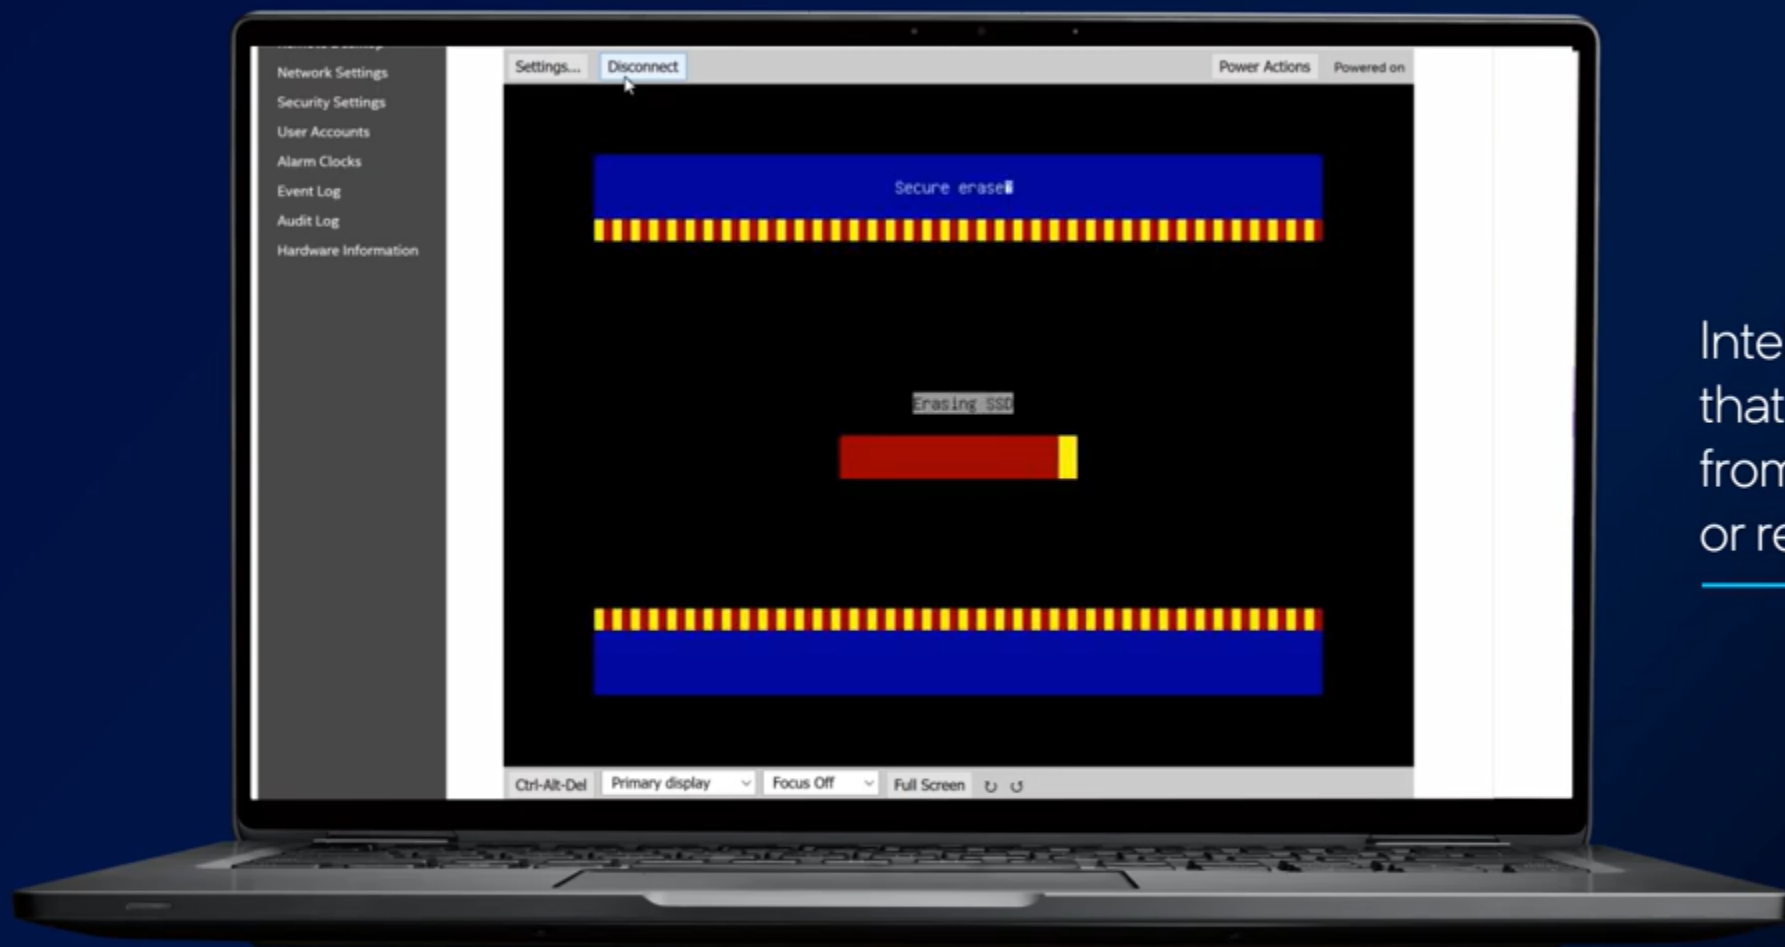 Network Settings
Security Settings
User Accounts
Alarm Clocks
Event Log
Audit Log
Hardware Information
Settings... Disconnect Power Actions Powered on
Secure erase
Erasing SSD
Ctrl-Alt-Del Primary display Focus Off Full Screen
Inte
that
from
or re